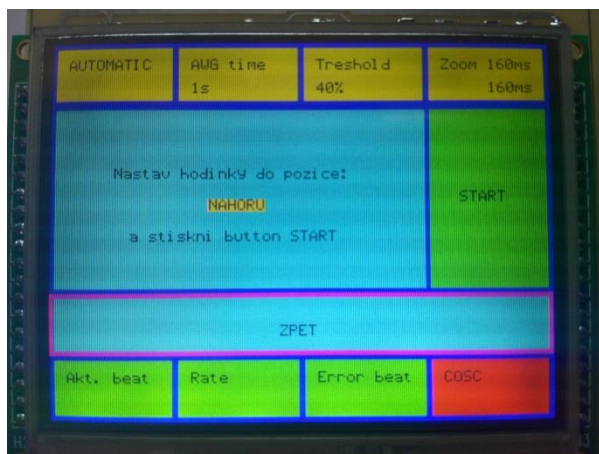 AUTOMATIC AWG time Treshold Zoom 160ms
1s 40% 160ms
Nastav hodinky do pozice:
NAHORU
START
a stiskni button START
ZPET
Akt. beat Rate Error beat COSC